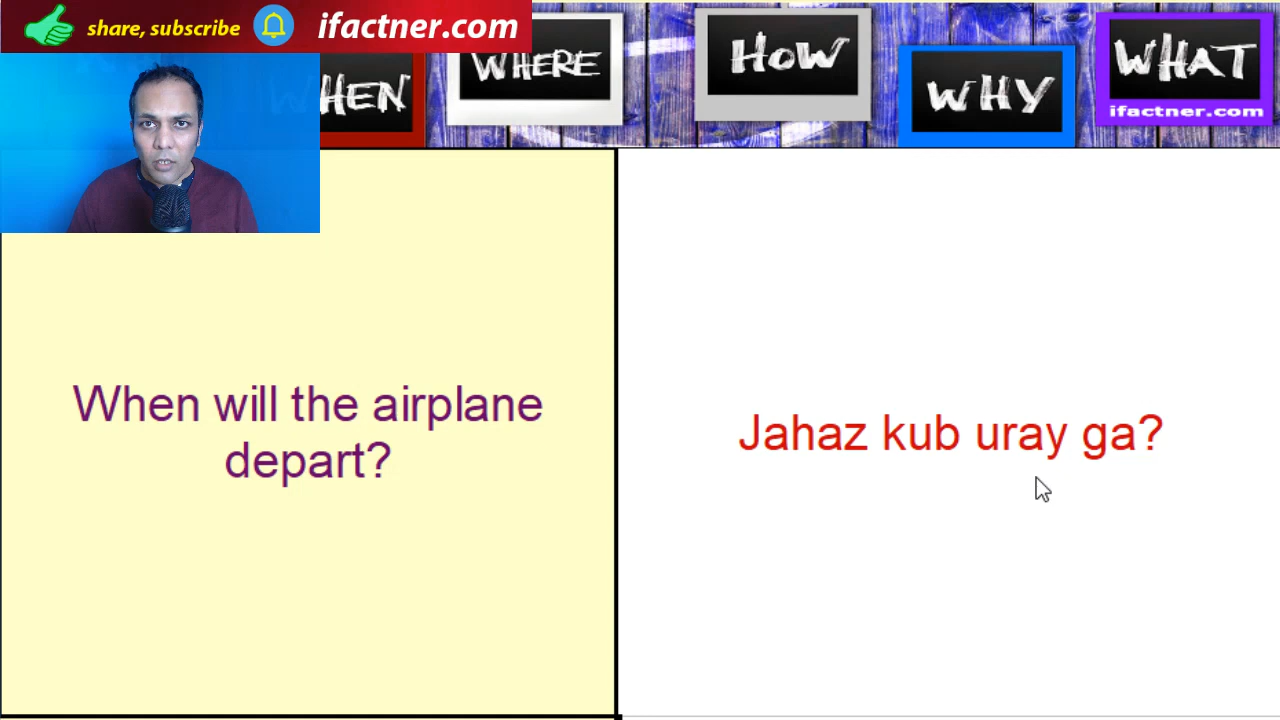 share, subscribe
ifactner.com
WHEN
WHERE
HOW
WHY
WHAT
ifactner.com
When will the airplane
depart?
Jahaz kub uray ga?